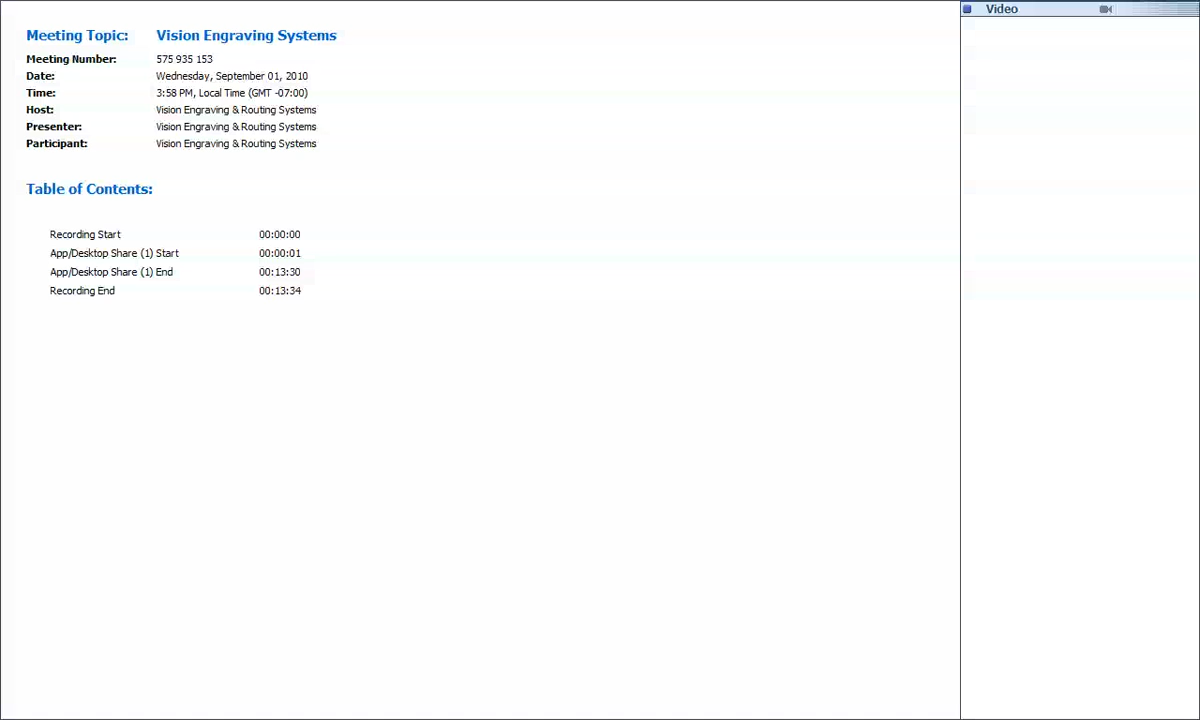 Video
Meeting Topic: Vision Engraving Systems
Meeting Number: 575 935 153
Date: Wednesday, September 01, 2010
Time: 3:58 PM, Local Time (GMT -07:00)
Host: Vision Engraving & Routing Systems
Presenter: Vision Engraving & Routing Systems
Participant: Vision Engraving & Routing Systems
Table of Contents:
Recording Start 00:00:00
App/Desktop Share (1) Start 00:00:01
App/Desktop Share (1) End 00:13:30
Recording End 00:13:34